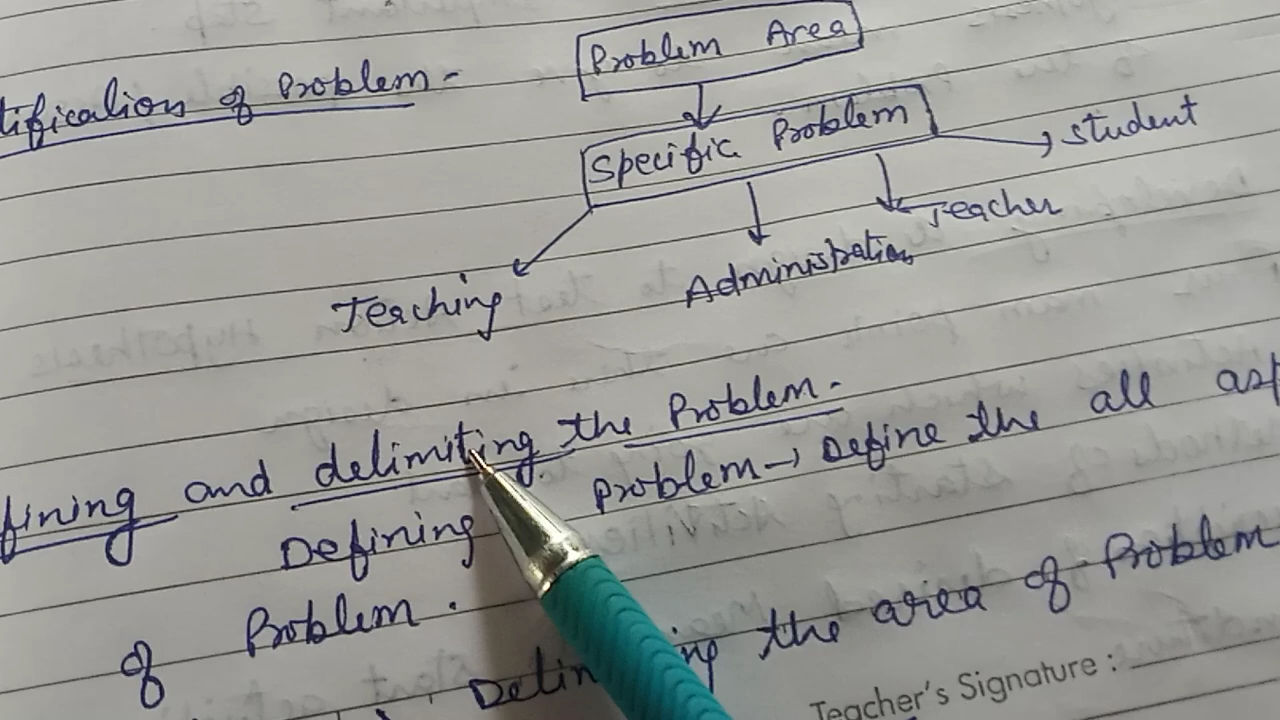 tification of Problem -
Problem Area
Specific Problem
student
Teacher
Administration
Teaching
fining and delimiting the Problem.
Defining problem → Define the all asp
of Problem.
the area of Problem
Teacher's Signature :